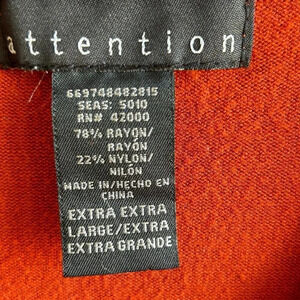 attention
669748482815
SEAS: 5010
RN# 42000
78% RAYON/
RAYÓN
22% NYLON/
NILÓN
MADE IN/HECHO EN
CHINA
EXTRA EXTRA
LARGE/EXTRA
EXTRA GRANDE